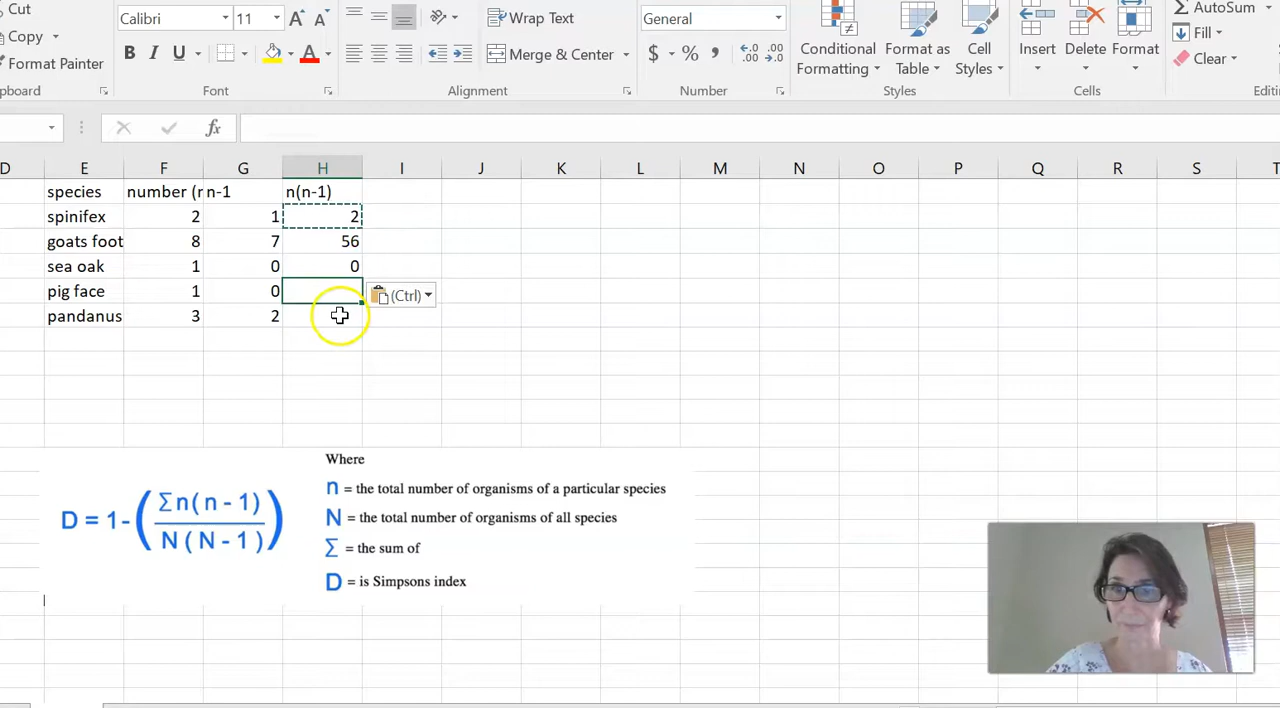 Cut
Calibri 11 A A Wrap Text General AutoSum
Copy Fill
B I U A Merge & Center $ % , Conditional Formatting Format as Table Cell Styles Insert Delete Format Clear
Format Painter
Font Alignment Number Styles Cells
fx
D E F G H I J K L M N O P Q R S T
species number (r n-1 n(n-1)
spinifex 2 1 2
goats foot 8 7 56
sea oak 1 0 0
pig face 1 0 (Ctrl)
pandanus 3 2
Where
n = the total number of organisms of a particular species
D = 1 - ( Σn(n - 1) / N(N - 1) )
N = the total number of organisms of all species
Σ = the sum of
D = is Simpsons index